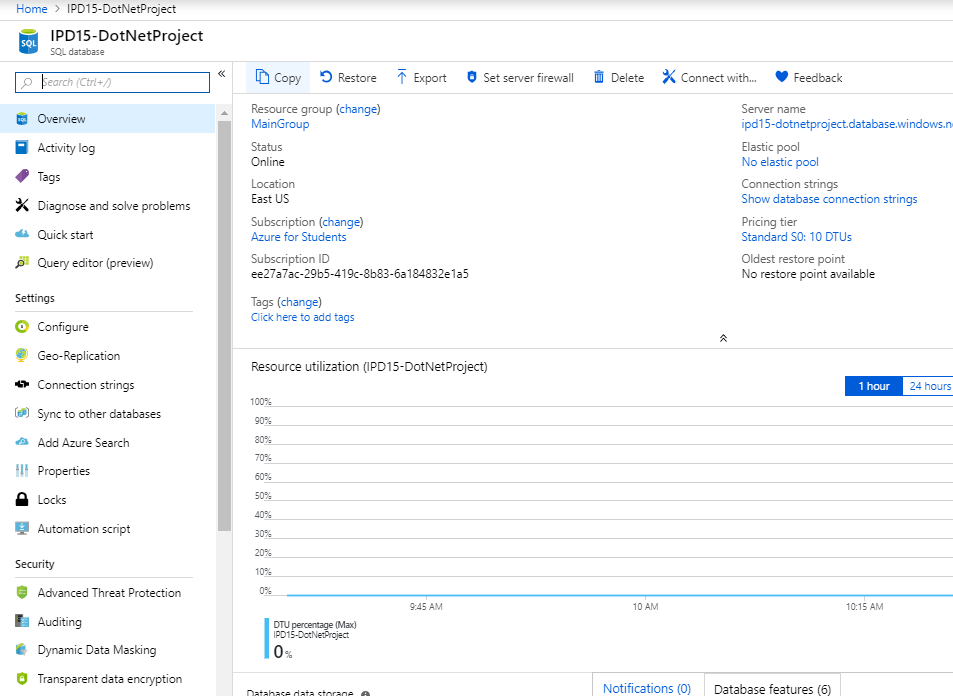 Home > IPD15-DotNetProject
IPD15-DotNetProject
SQL database
Search (Ctrl+/)
Overview
Activity log
Tags
Diagnose and solve problems
Quick start
Query editor (preview)
Settings
Configure
Geo-Replication
Connection strings
Sync to other databases
Add Azure Search
Properties
Locks
Automation script
Security
Advanced Threat Protection
Auditing
Dynamic Data Masking
Transparent data encryption
Copy Restore Export Set server firewall Delete Connect with... Feedback
Resource group (change)
MainGroup
Status
Online
Location
East US
Subscription (change)
Azure for Students
Subscription ID
ee27a7ac-29b5-419c-8b83-6a184832e1a5
Tags (change)
Click here to add tags
Server name
ipd15-dotnetproject.database.windows.n
Elastic pool
No elastic pool
Connection strings
Show database connection strings
Pricing tier
Standard S0: 10 DTUs
Oldest restore point
No restore point available
Resource utilization (IPD15-DotNetProject)
1 hour 24 hours
100%
90%
80%
70%
60%
50%
40%
30%
20%
10%
0%
9:45 AM 10 AM 10:15 AM
DTU percentage (Max)
IPD15-DotNetProject
0 %
Database data storage
Notifications (0) Database features (6)